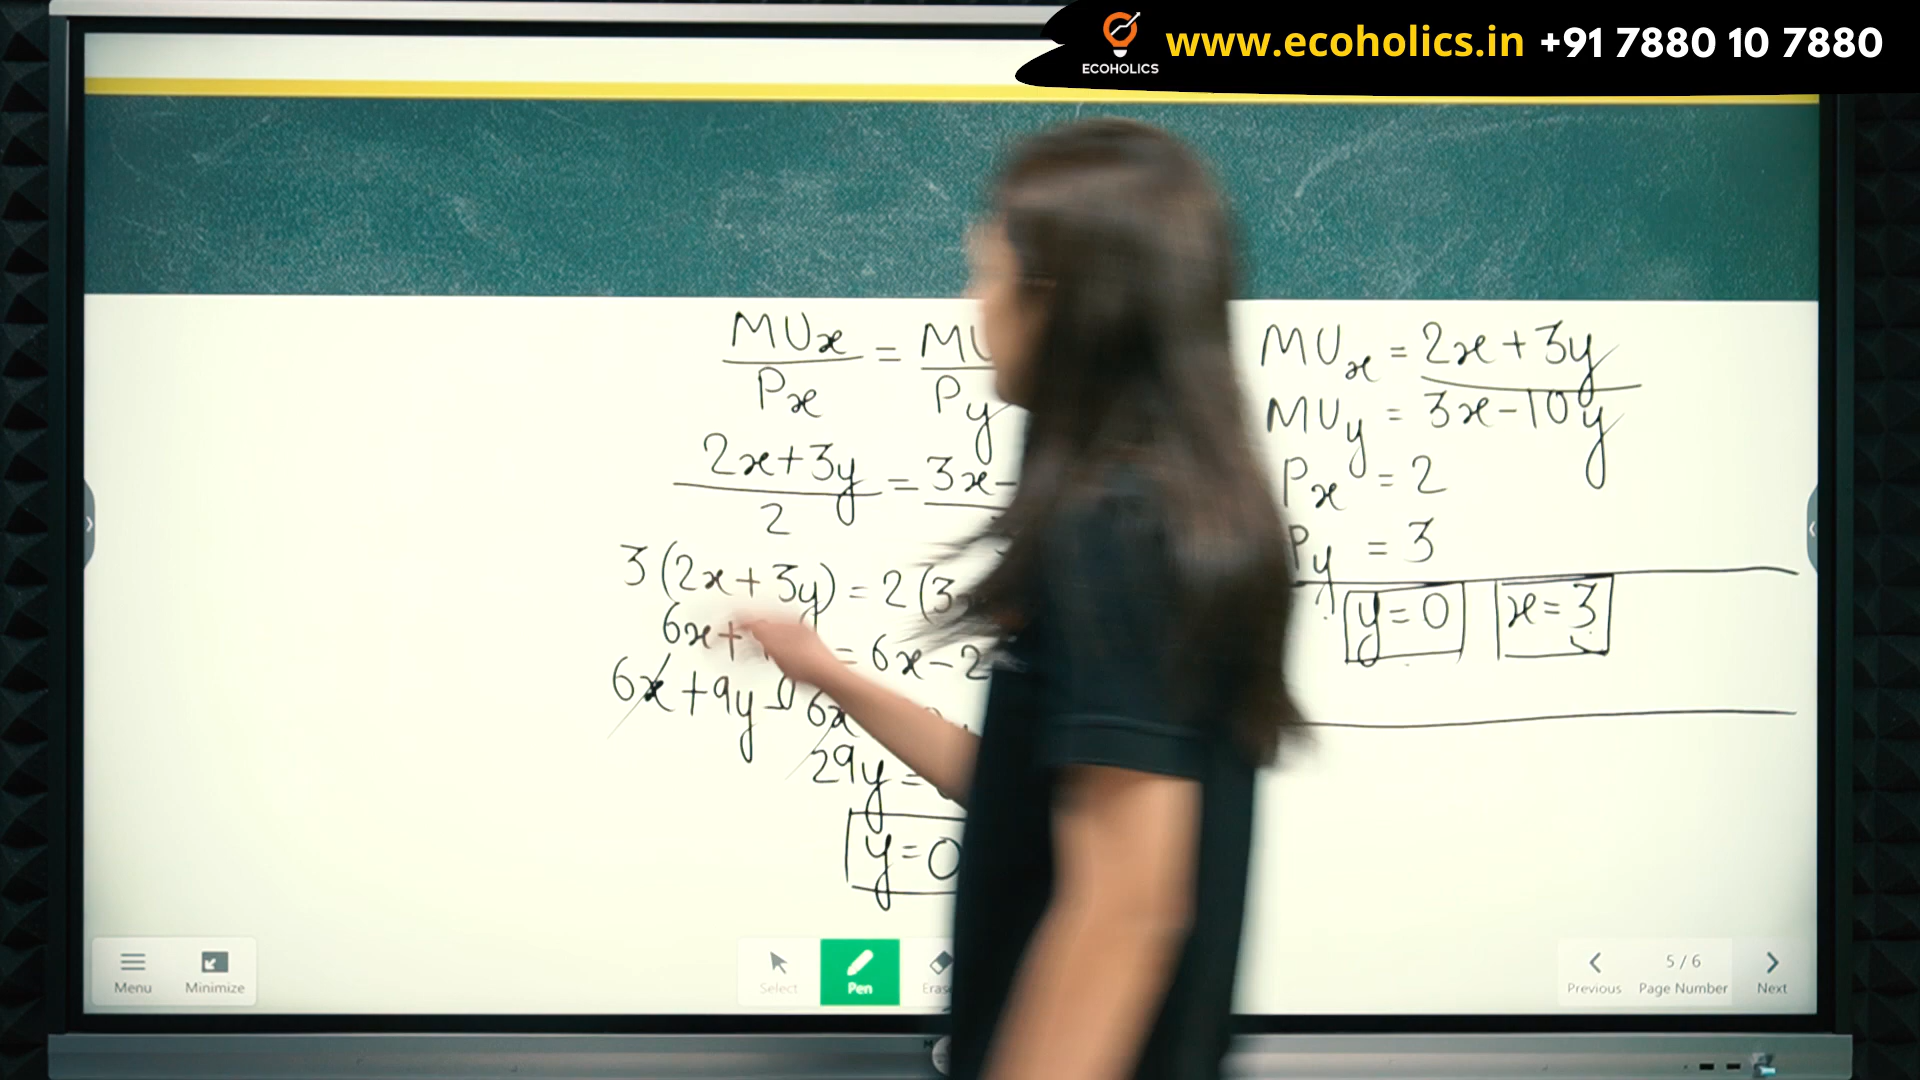 www.ecoholics.in +91 7880 10 7880
ECOHOLICS
MUx/Px = MU/Py
(2x+3y)/2 = 3x-
3(2x+3y) = 2(3
6x+ = 6x-2
6x+9y-6x
29y=
y=0
MUx = 2x+3y
MUy = 3x-10y
Px = 2
Py = 3
y=0 x=3
Menu Minimize Select Pen Previous 5 / 6 Page Number Next